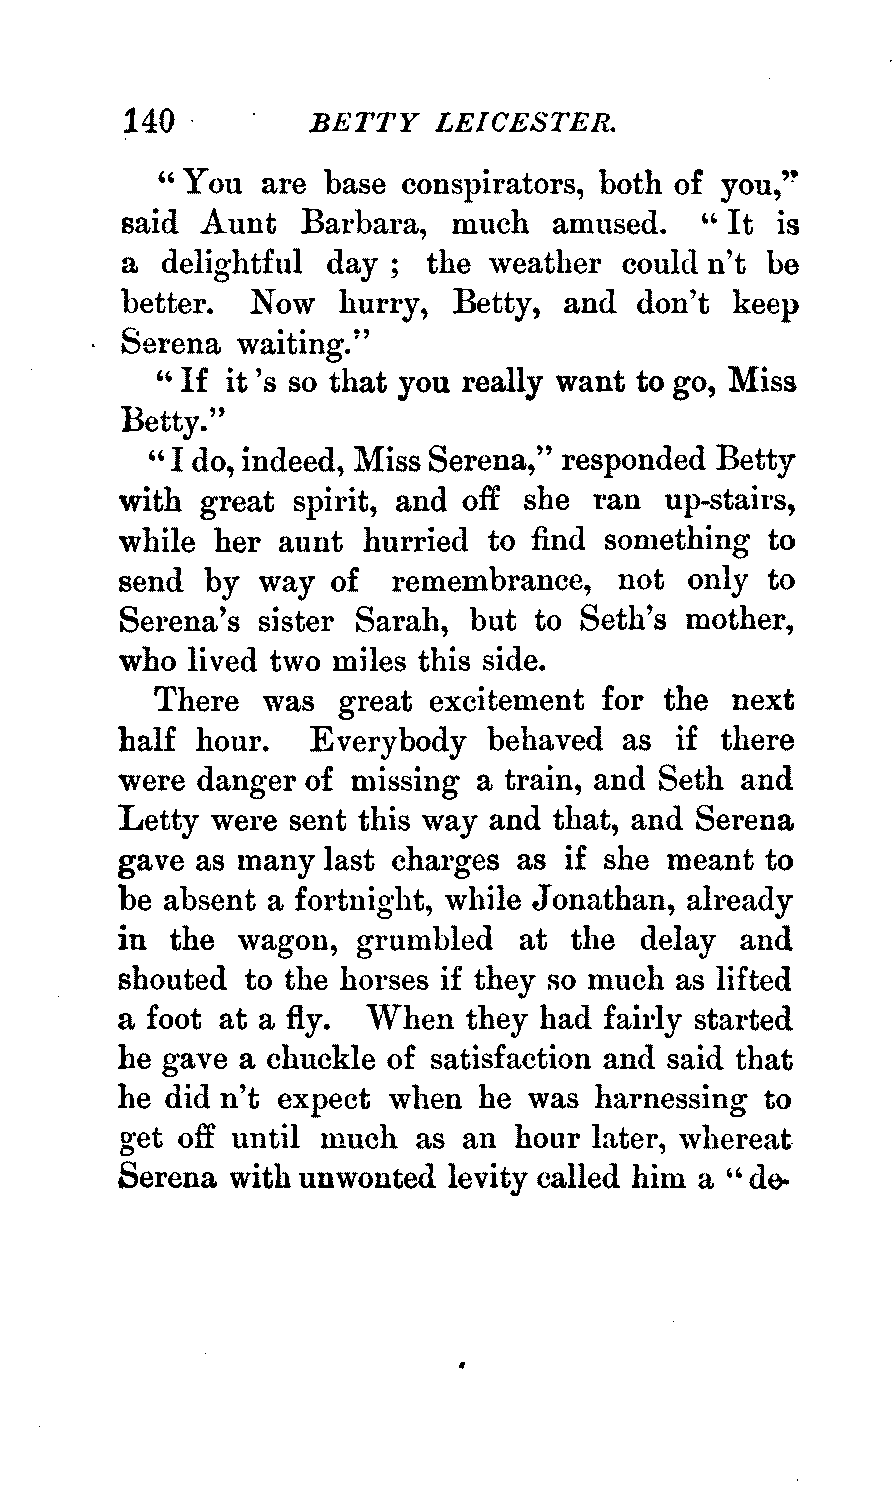 140 BETTY LEICESTER.
“ You are base conspirators, both of you,”
said Aunt Barbara, much amused. “ It is
a delightful day ; the weather could n’t be
better. Now hurry, Betty, and don’t keep
Serena waiting.”
“ If it ’s so that you really want to go, Miss
Betty.”
“ I do, indeed, Miss Serena,” responded Betty
with great spirit, and off she ran up-stairs,
while her aunt hurried to find something to
send by way of remembrance, not only to
Serena’s sister Sarah, but to Seth’s mother,
who lived two miles this side.
There was great excitement for the next
half hour. Everybody behaved as if there
were danger of missing a train, and Seth and
Letty were sent this way and that, and Serena
gave as many last charges as if she meant to
be absent a fortnight, while Jonathan, already
in the wagon, grumbled at the delay and
shouted to the horses if they so much as lifted
a foot at a fly. When they had fairly started
he gave a chuckle of satisfaction and said that
he did n’t expect when he was harnessing to
get off until much as an hour later, whereat
Serena with unwonted levity called him a “ de-